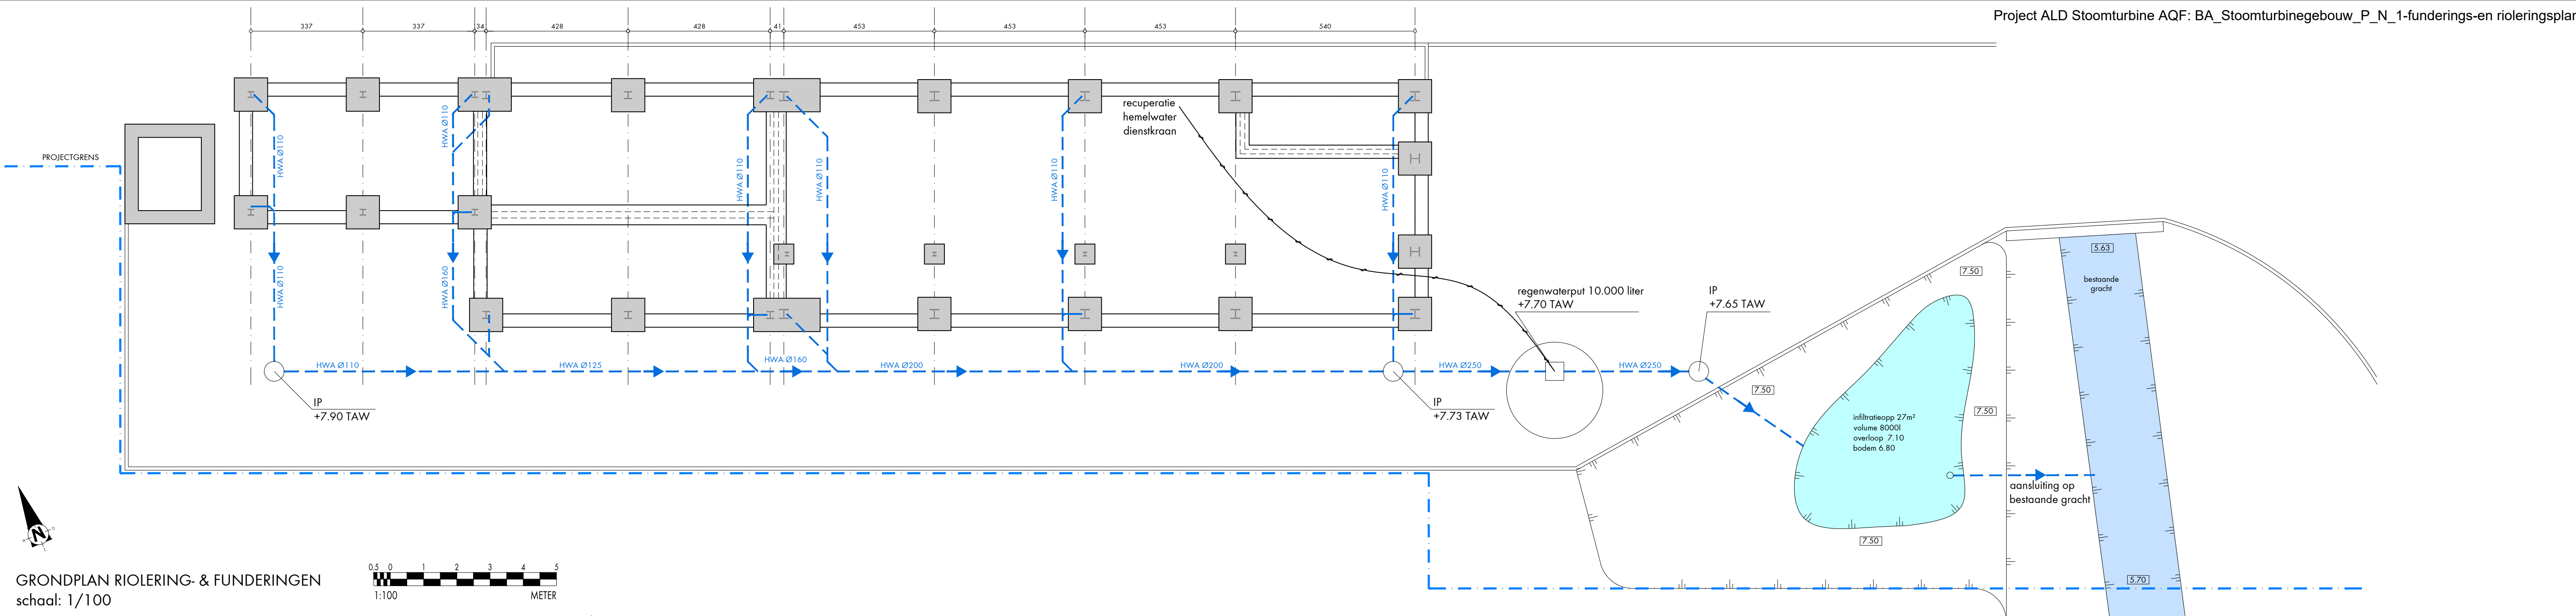 Project ALD Stoomturbine AQF: BA_Stoomturbinegebouw_P_N_1-funderings-en rioleringsplan
337
337
34
428
428
41
453
453
453
540
recuperatie
hemelwater
dienstkraan
PROJECTGRENS
HWA Ø110
HWA Ø110
HWA Ø110
HWA Ø110
HWA Ø110
HWA Ø110
HWA Ø110
HWA Ø160
5.63
bestaande
gracht
7.50
regenwaterput 10.000 liter
+7.70 TAW
IP
+7.65 TAW
HWA Ø110
HWA Ø125
HWA Ø160
HWA Ø200
HWA Ø200
HWA Ø250
HWA Ø250
7.50
7.50
IP
+7.90 TAW
IP
+7.73 TAW
infiltratieopp 27m²
volume 8000l
overloop 7.10
bodem 6.80
aansluiting op
bestaande gracht
7.50
5.70
N
GRONDPLAN RIOLERING- & FUNDERINGEN
schaal: 1/100
0.5 0 1 2 3 4 5
1:100 METER